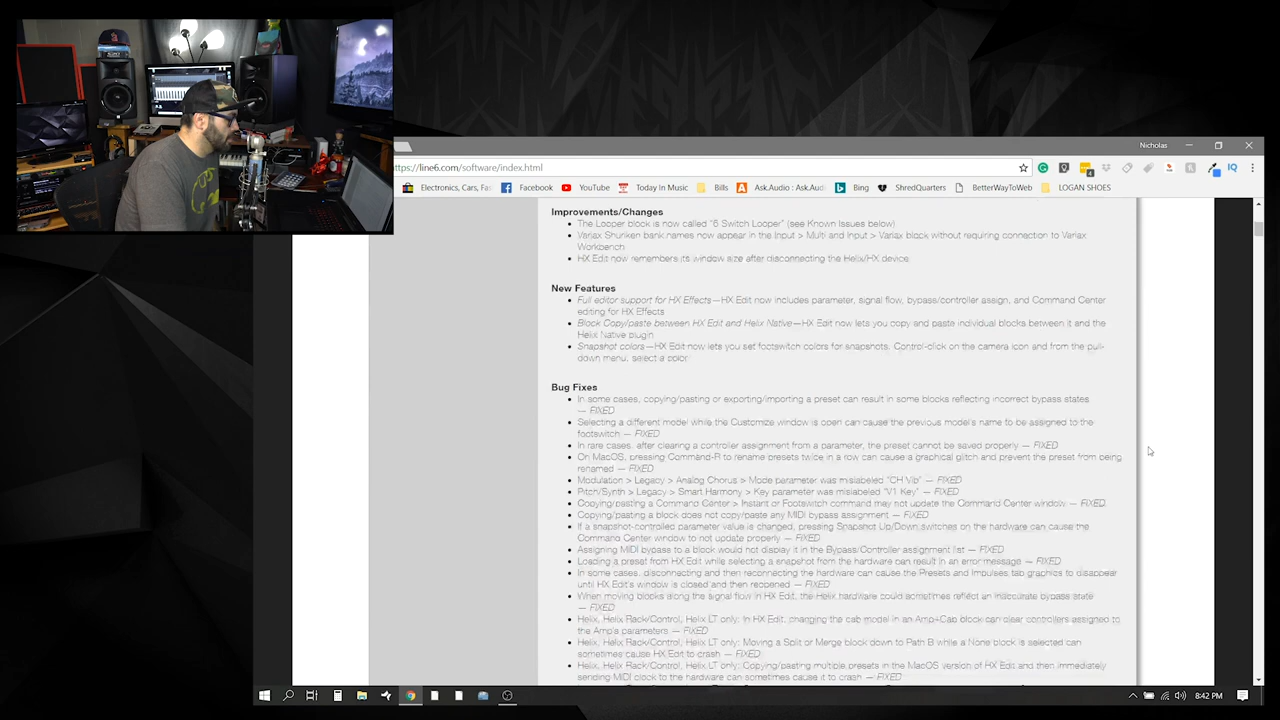 Nicholas
https://line6.com/software/index.html
Electronics, Cars, Fas Facebook YouTube Today In Music Bills Ask.Audio : Ask.Aud Bing ShredQuarters BetterWayToWeb LOGAN SHOES
Improvements/Changes
• The Looper block is now called "6 Switch Looper" (see Known Issues below)
• Variax Shunken bank names now appear in the Input > Multi and Input > Variax block without requiring connection to Variax
Workbench
• HX Edit now remembers its window size after disconnecting the Helix/HX device
New Features
• Full editor support for HX Effects—HX Edit now includes parameter, signal flow, bypass/controller assign, and Command Center
editing for HX Effects
• Block Copy/paste between HX Edit and Helix Native—HX Edit now lets you copy and paste individual blocks between it and the
Helix Native plugin
• Snapshot colors—HX Edit now lets you set footswitch colors for snapshots. Control-click on the camera icon and from the pull-
down menu, select a color
Bug Fixes
• In some cases, copying/pasting or exporting/importing a preset can result in some blocks reflecting incorrect bypass states
— FIXED
• Selecting a different model while the Customize window is open can cause the previous model's name to be assigned to the
footswitch — FIXED
• In rare cases, after clearing a controller assignment from a parameter, the preset cannot be saved properly — FIXED
• On MacOS, pressing Command-R to rename presets twice in a row can cause a graphical glitch and prevent the preset from being
renamed — FIXED
• Modulation > Legacy > Analog Chorus > Mode parameter was mislabeled "CH Vib" — FIXED
• Pitch/Synth > Legacy > Smart Harmony > Key parameter was mislabeled "V1 Key" — FIXED
• Copying/pasting a Command Center > Instant or Footswitch command may not update the Command Center window — FIXED
• Copying/pasting a block does not copy/paste any MIDI bypass assignment — FIXED
• If a snapshot-controlled parameter value is changed, pressing Snapshot Up/Down switches on the hardware can cause the
Command Center window to not update properly — FIXED
• Assigning MIDI bypass to a block would not display it in the Bypass/Controller assignment list — FIXED
• Loading a preset from HX Edit while selecting a snapshot from the hardware can result in an error message — FIXED
• In some cases, disconnecting and then reconnecting the hardware can cause the Presets and Impulses tab graphics to disappear
until HX Edit's window is closed and then reopened — FIXED
• When moving blocks along the signal flow in HX Edit, the Helix hardware could sometimes reflect an inaccurate bypass state
— FIXED
• Helix, Helix Rack/Control, Helix LT only: In HX Edit, changing the cab model in an Amp+Cab block can clear controllers assigned to
the Amp's parameters — FIXED
• Helix, Helix Rack/Control, Helix LT only: Moving a Split or Merge block down to Path B while a None block is selected can
sometimes cause HX Edit to crash — FIXED
• Helix, Helix Rack/Control, Helix LT only: Copying/pasting multiple presets in the MacOS version of HX Edit and then immediately
sending MIDI clock to the hardware can sometimes cause it to crash — FIXED
8:42 PM